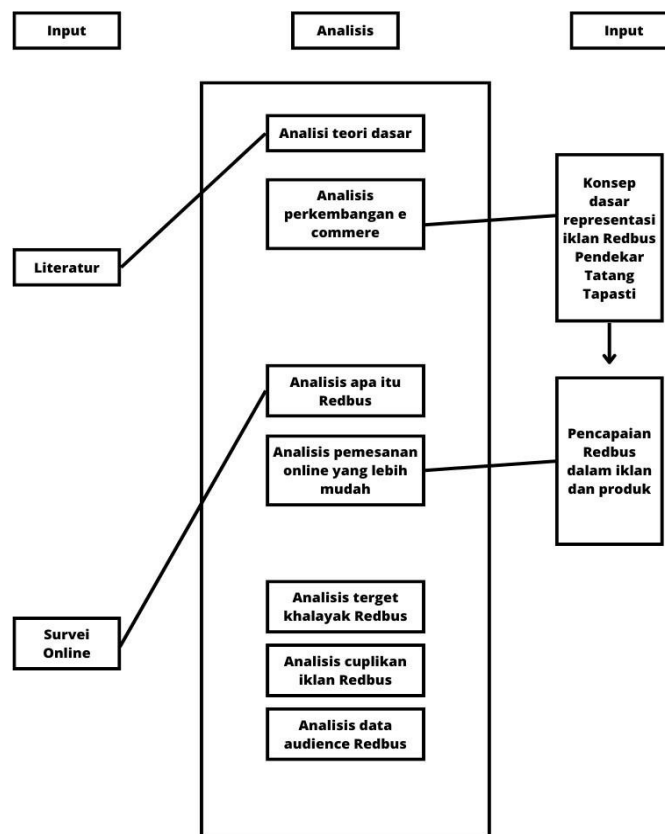 Input
Analisis
Input
Analisi teori dasar
Analisis
perkembangan e
commere
Konsep
dasar
representasi
iklan Redbus
Pendekar
Tatang
Tapasti
Literatur
Analisis apa itu
Redbus
Analisis pemesanan
online yang lebih
mudah
Pencapaian
Redbus
dalam iklan
dan produk
Analisis terget
khalayak Redbus
Survei
Online
Analisis cuplikan
iklan Redbus
Analisis data
audience Redbus